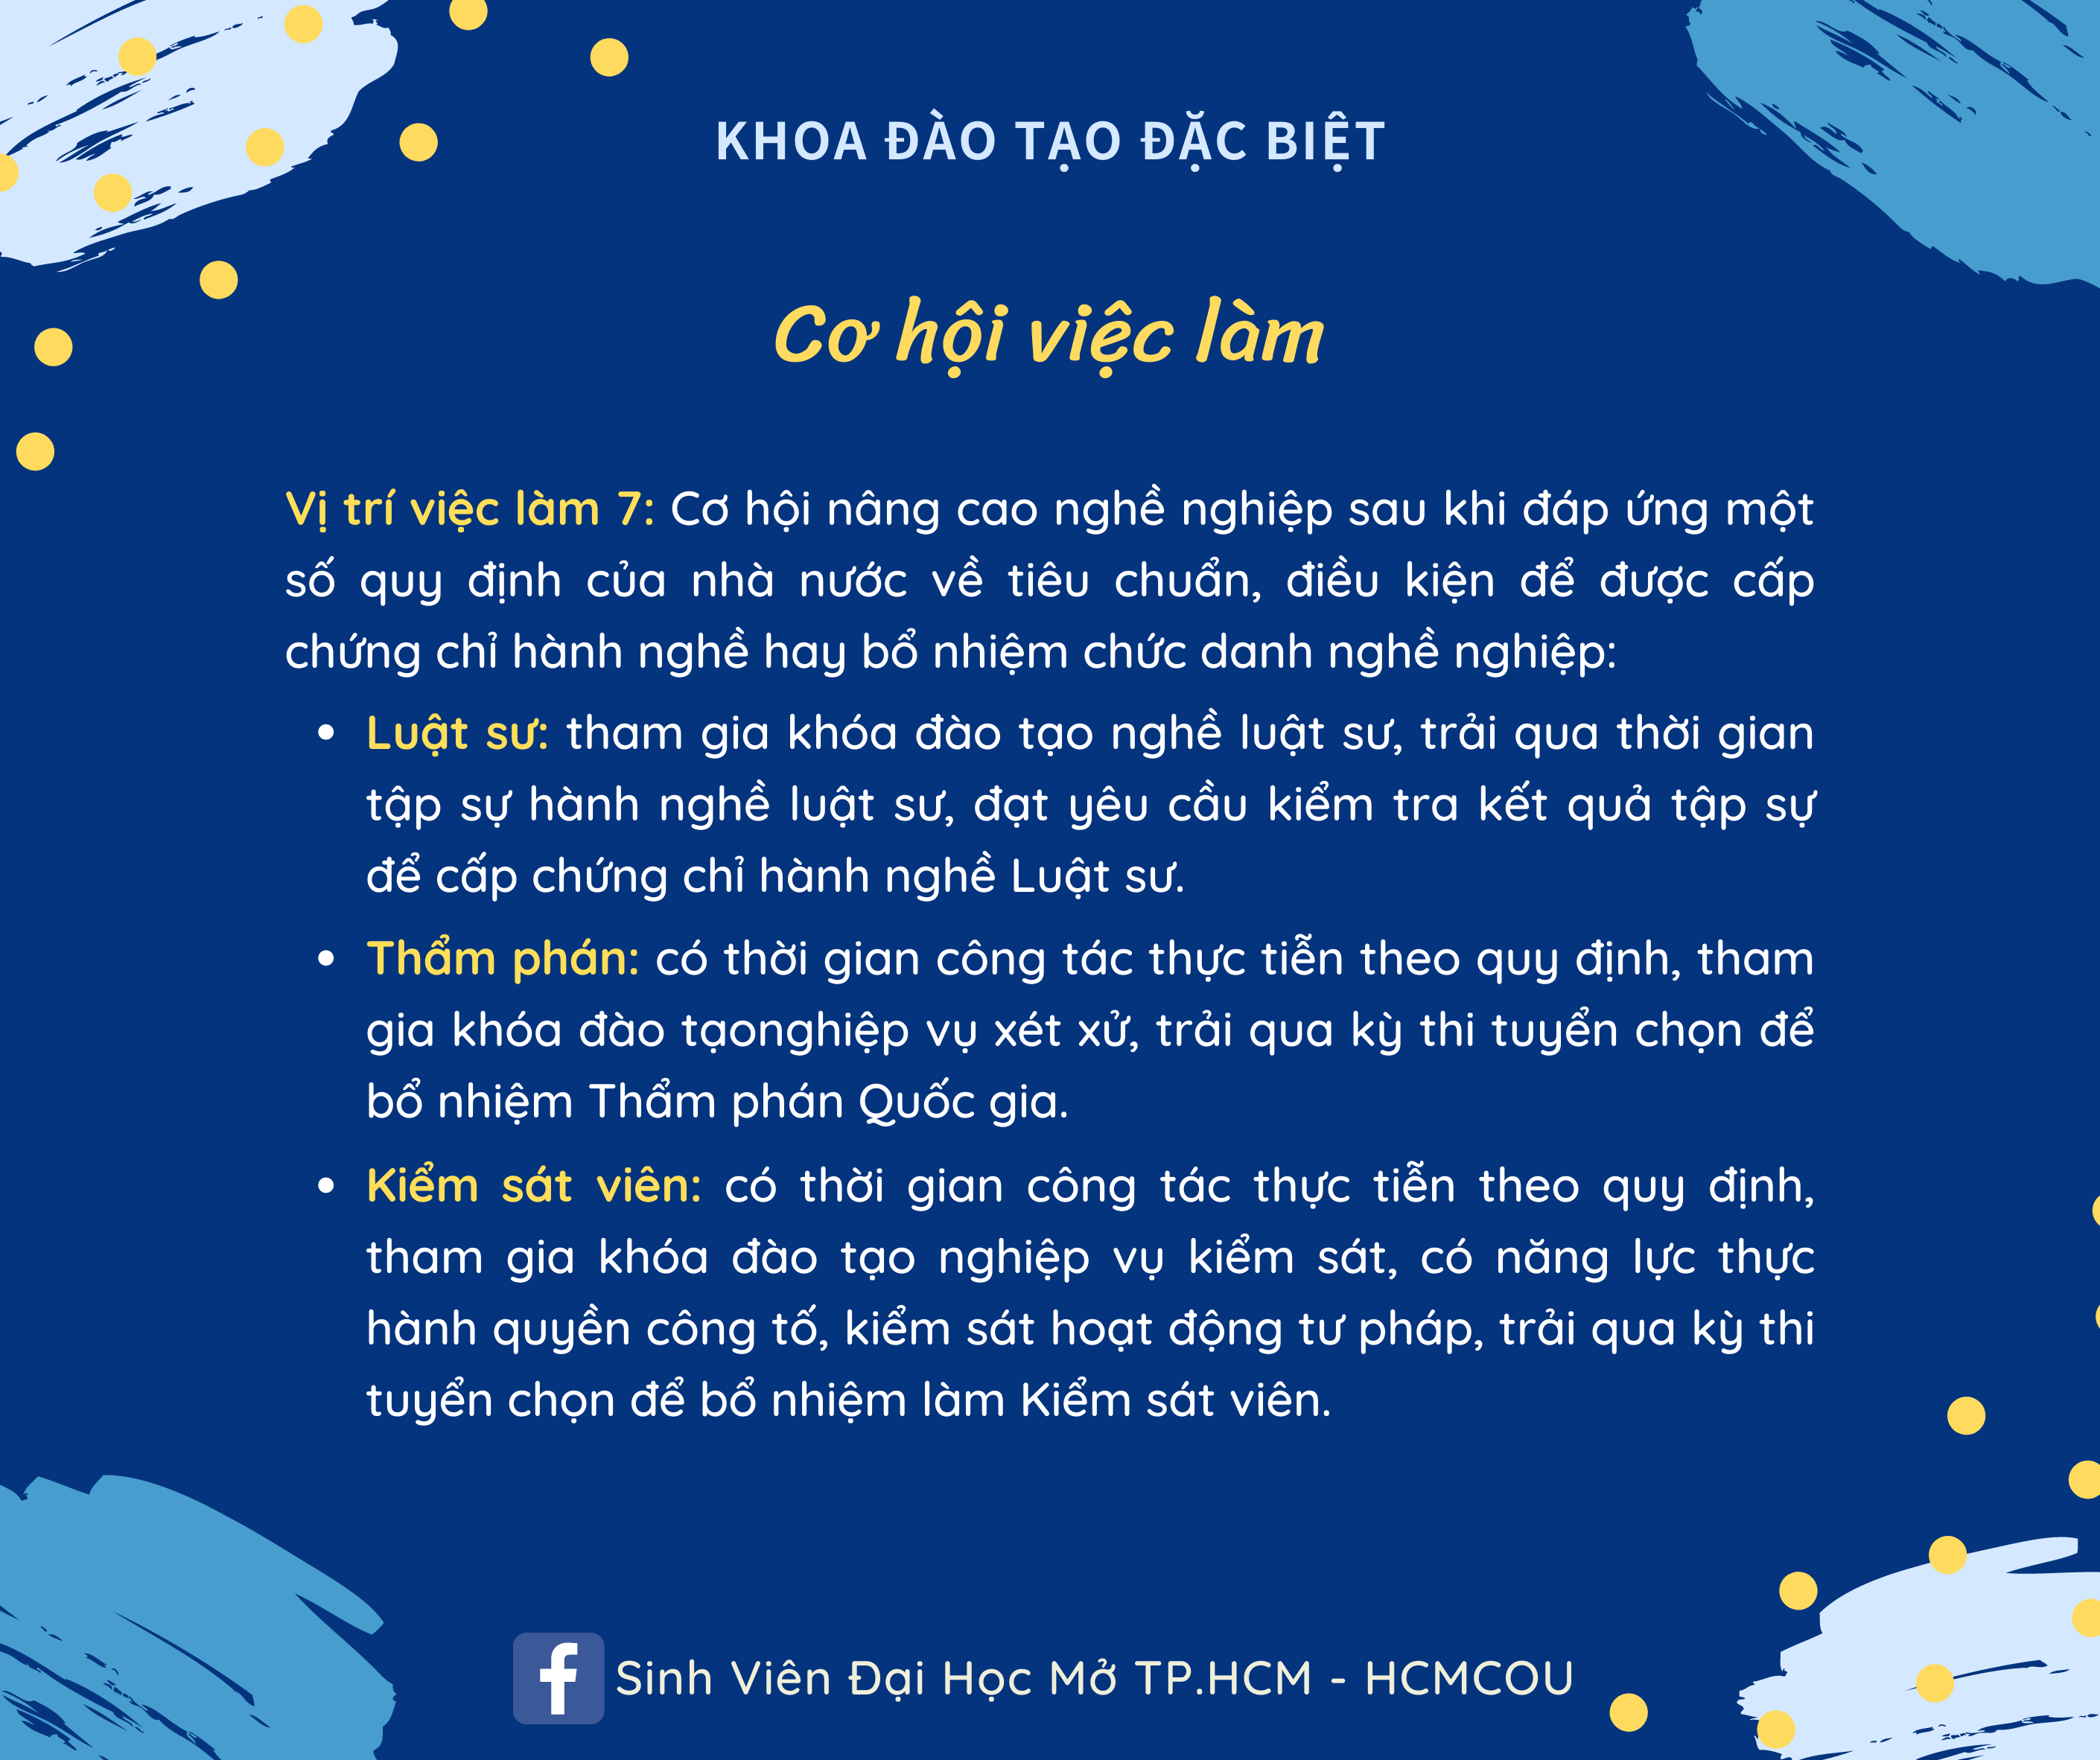 KHOA ĐÀO TẠO ĐẶC BIỆT
Cơ hội việc làm
Vị trí việc làm 7: Cơ hội nâng cao nghề nghiệp sau khi đáp ứng một
số quy định của nhà nước về tiêu chuẩn, điều kiện để được cấp
chứng chỉ hành nghề hay bổ nhiệm chức danh nghề nghiệp:
• Luật sư: tham gia khóa đào tạo nghề luật sư, trải qua thời gian
tập sự hành nghề luật sư, đạt yêu cầu kiểm tra kết quả tập sự
để cấp chứng chỉ hành nghề Luật sư.
• Thẩm phán: có thời gian công tác thực tiễn theo quy định, tham
gia khóa đào tạonghiệp vụ xét xử, trải qua kỳ thi tuyển chọn để
bổ nhiệm Thẩm phán Quốc gia.
• Kiểm sát viên: có thời gian công tác thực tiễn theo quy định,
tham gia khóa đào tạo nghiệp vụ kiểm sát, có năng lực thực
hành quyền công tố, kiểm sát hoạt động tư pháp, trải qua kỳ thi
tuyển chọn để bổ nhiệm làm Kiểm sát viên.
f Sinh Viên Đại Học Mở TP.HCM - HCMCOU